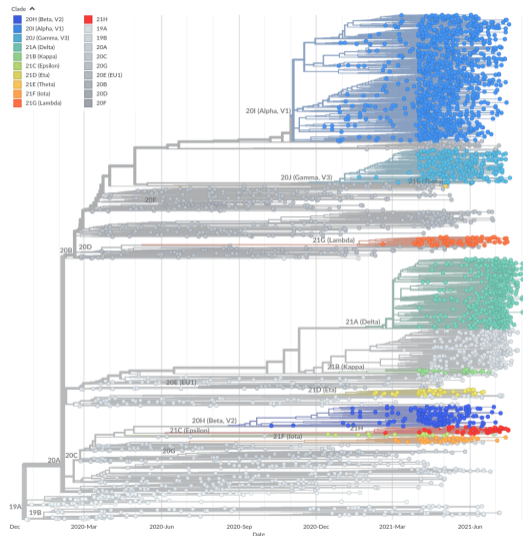 Clade
20H (Beta, V2)
20I (Alpha, V1)
20J (Gamma, V3)
21A (Delta)
21B (Kappa)
21C (Epsilon)
21D (Eta)
21E (Theta)
21F (Iota)
21G (Lambda)
21H
19A
19B
20A
20C
20G
20E (EU1)
20B
20D
20F
20I (Alpha, V1)
20J (Gamma, V3)
20F
21G (Lambda)
20B
20D
21A (Delta)
21B (Kappa)
20E (EU1)
21D (Eta)
20H (Beta, V2)
21C (Epsilon)
21H
21F (Iota)
20G
20C
20A
19A
19B
Dec
2020-Mar
2020-Jun
2020-Sep
2020-Dec
2021-Mar
2021-Jun
Date